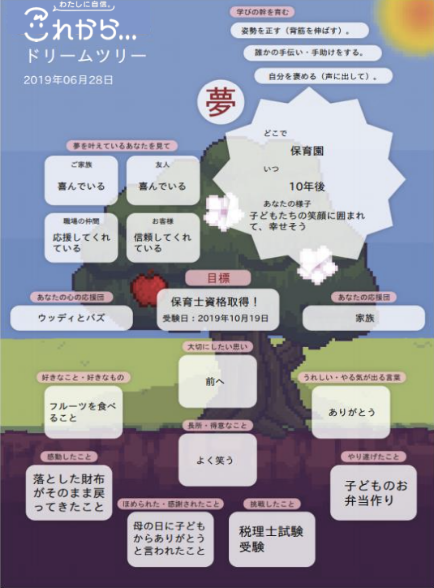 わたしに自信。
これから...
ドリームツリー
2019年06月28日
学びの幹を育む
姿勢を正す（背筋を伸ばす）。
誰かの手伝い・手助けをする。
自分を褒める（声に出して）。
夢
どこで
保育園
いつ
10年後
あなたの様子
子どもたちの笑顔に囲まれ
て、幸せそう
夢を叶えているあなたを見て
ご家族
喜んでいる
友人
喜んでいる
職場の仲間
応援してくれ
ている
お客様
信頼してくれ
ている
目標
保育士資格取得！
受験日：2019年10月19日
あなたの心の応援団
ウッディとバズ
あなたの応援団
家族
大切にしたい思い
前へ
好きなこと・好きなもの
フルーツを食べ
ること
うれしい・やる気が出る言葉
ありがとう
長所・得意なこと
よく笑う
感動したこと
落とした財布
がそのまま戻
ってきたこと
やり遂げたこと
子どものお
弁当作り
ほめられた・感謝されたこと
母の日に子ども
からありがとう
と言われたこと
挑戦したこと
税理士試験
受験